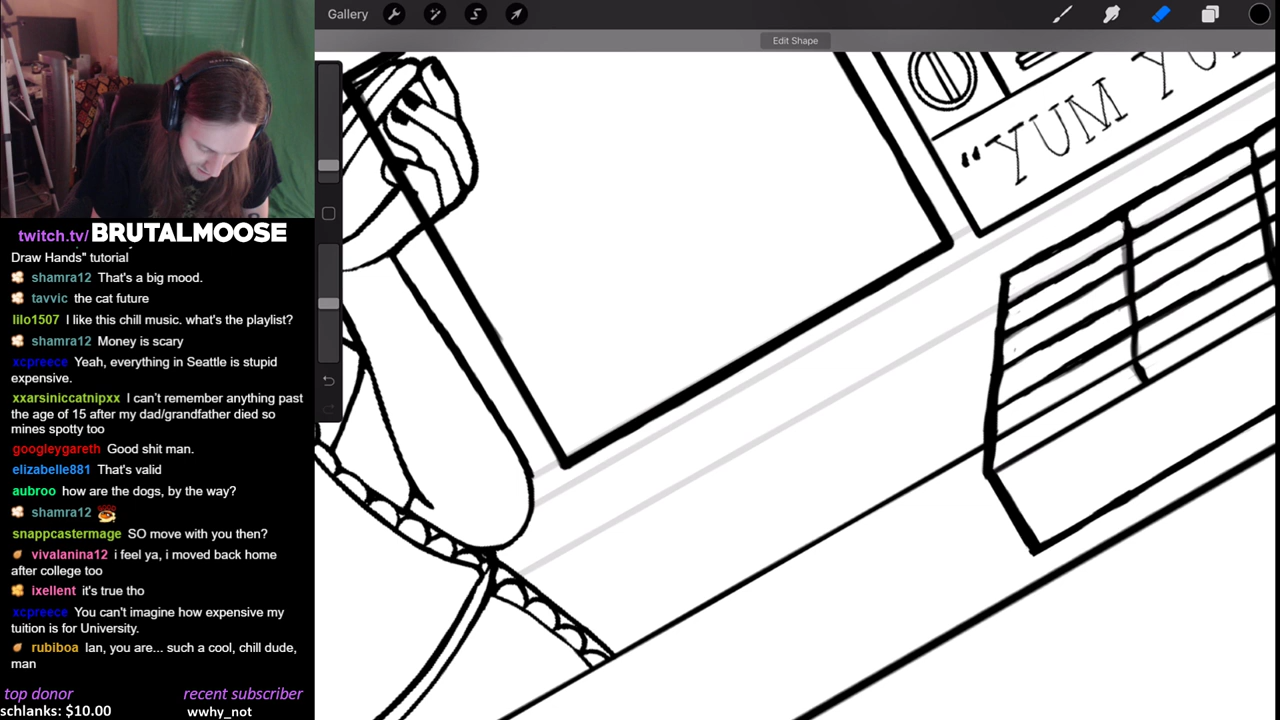 Gallery
Edit Shape
"YUM YU
twitch.tv/BRUTALMOOSE
Draw Hands" tutorial
shamra12 That's a big mood.
tavvic the cat future
lilo1507 I like this chill music. what's the playlist?
shamra12 Money is scary
xcpreece Yeah, everything in Seattle is stupid
expensive.
xxarsiniccatnipxx I can't remember anything past
the age of 15 after my dad/grandfather died so
mines spotty too
googleygareth Good shit man.
elizabelle881 That's valid
aubroo how are the dogs, by the way?
shamra12
snappcastermage SO move with you then?
vivalanina12 i feel ya, i moved back home
after college too
ixellent it's true tho
xcpreece You can't imagine how expensive my
tuition is for University.
rubiboa Ian, you are... such a cool, chill dude,
man
top donor
schlanks: $10.00
recent subscriber
wwhy_not